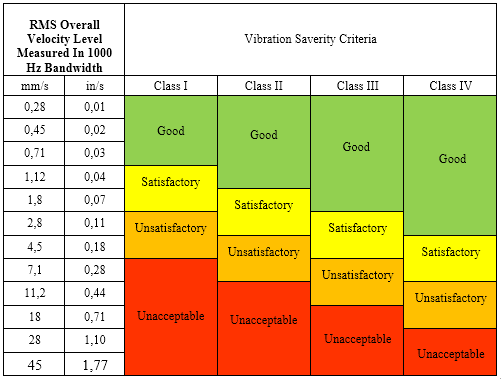 RMS Overall
Velocity Level
Measured In 1000
Hz Bandwidth
Vibration Saverity Criteria
mm/s in/s Class I Class II Class III Class IV
0,28 0,01
0,45 0,02
0,71 0,03
1,12 0,04
1,8 0,07
2,8 0,11
4,5 0,18
7,1 0,28
11,2 0,44
18 0,71
28 1,10
45 1,77
Good
Satisfactory
Unsatisfactory
Unacceptable
Good
Satisfactory
Unsatisfactory
Unacceptable
Good
Satisfactory
Unsatisfactory
Unacceptable
Good
Satisfactory
Unsatisfactory
Unacceptable